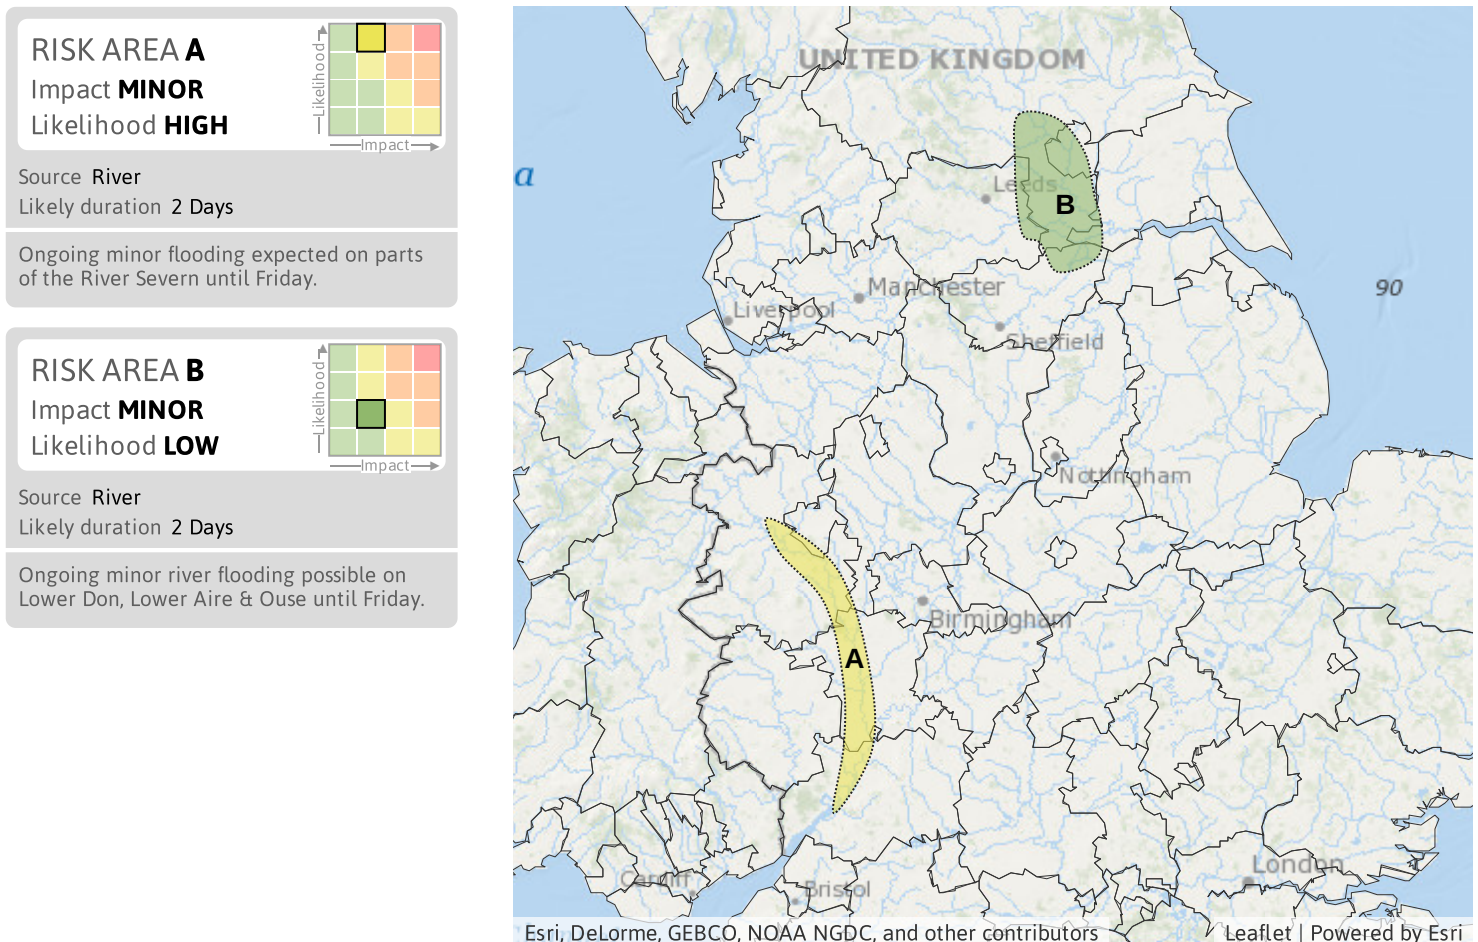 RISK AREA A
Impact MINOR
Likelihood HIGH
Likelihood
Impact
Source River
Likely duration 2 Days
Ongoing minor flooding expected on parts
of the River Severn until Friday.
RISK AREA B
Impact MINOR
Likelihood LOW
Likelihood
Impact
Source River
Likely duration 2 Days
Ongoing minor river flooding possible on
Lower Don, Lower Aire & Ouse until Friday.
UNITED KINGDOM
a
Leeds
B
90
Manchester
Liverpool
Sheffield
Nottingham
Birmingham
A
London
Cardiff
Bristol
Esri, DeLorme, GEBCO, NOAA NGDC, and other contributors
Leaflet | Powered by Esri